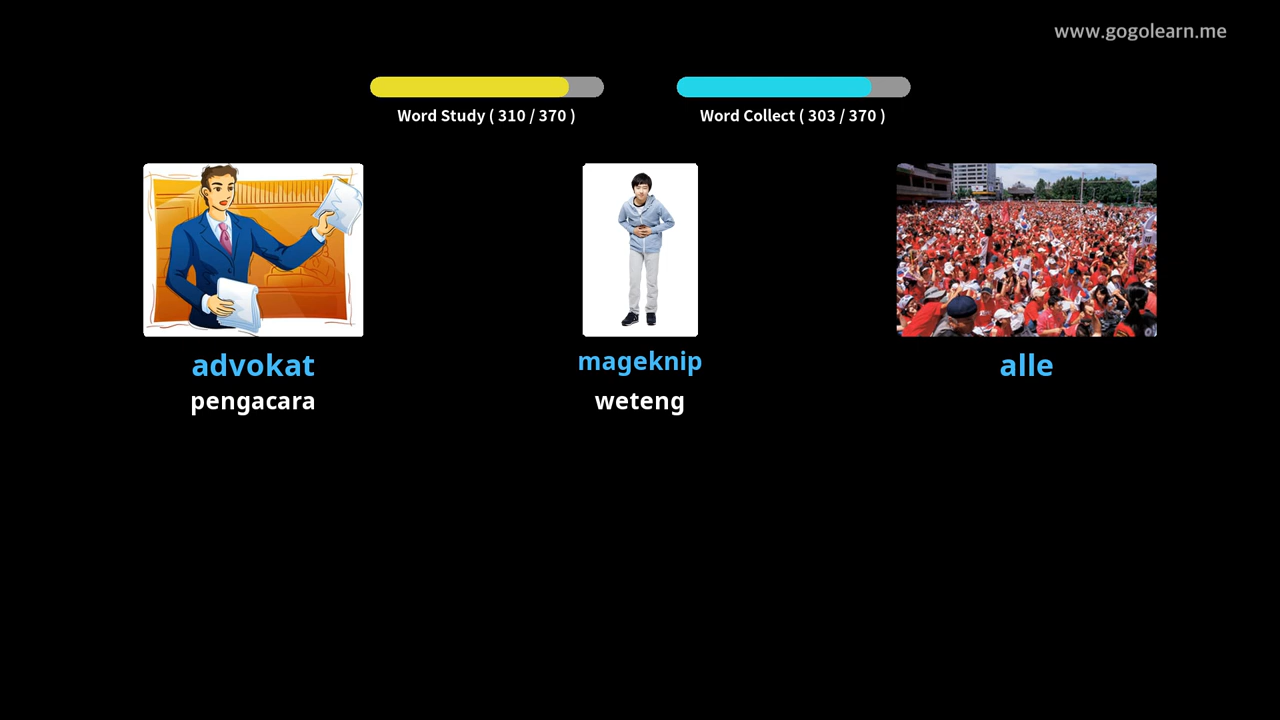 www.gogolearn.me
Word Study ( 310 / 370 )
Word Collect ( 303 / 370 )
advokat
pengacara
mageknip
weteng
alle